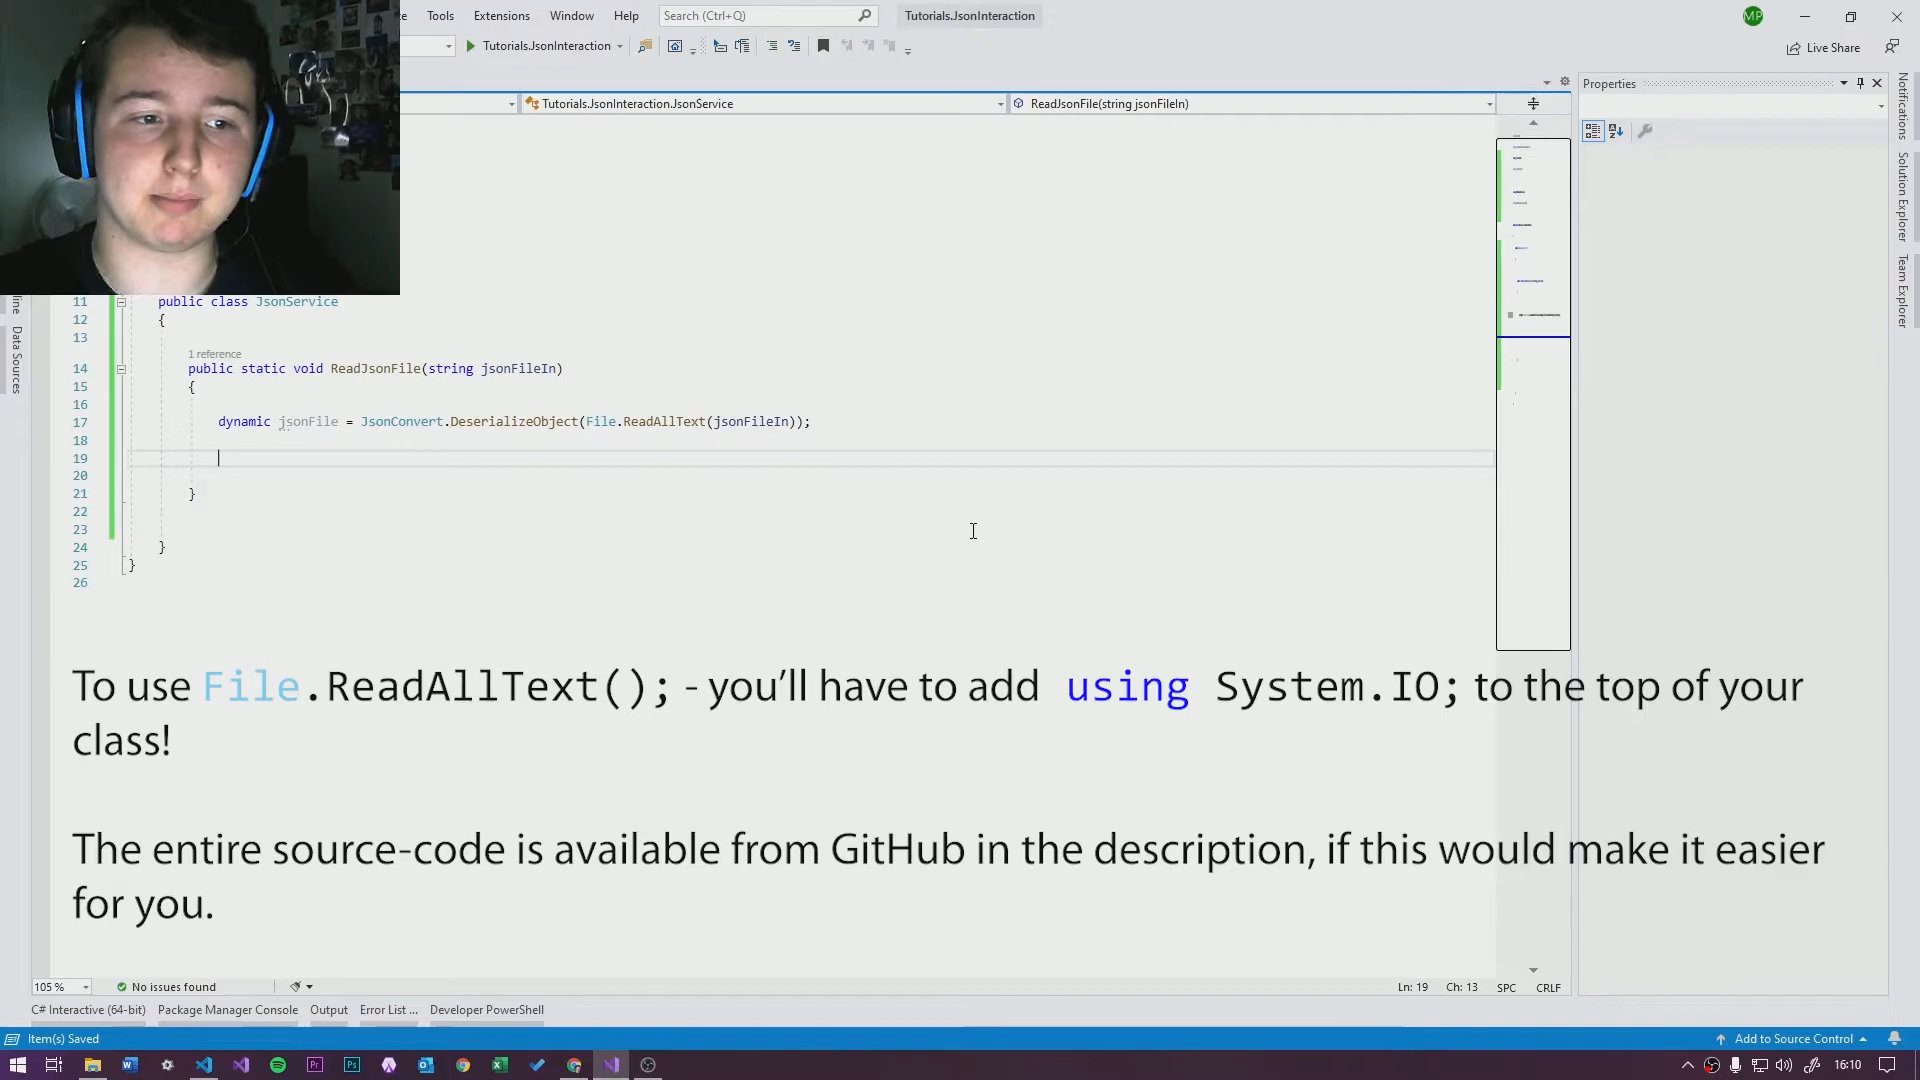 Tools Extensions Window Help Search (Ctrl+Q) Tutorials.JsonInteraction MP
Tutorials.JsonInteraction Live Share
Properties
Tutorials.JsonInteraction.JsonService ReadJsonFile(string jsonFileIn)
Notifications
Solution Explorer
Team Explorer
Data Sources
11 public class JsonService
12 {
13
1 reference
14 public static void ReadJsonFile(string jsonFileIn)
15 {
16
17 dynamic jsonFile = JsonConvert.DeserializeObject(File.ReadAllText(jsonFileIn));
18
19
20
21 }
22
23
24 }
25 }
26
To use File.ReadAllText(); - you’ll have to add using System.IO; to the top of your
class!
The entire source-code is available from GitHub in the description, if this would make it easier
for you.
105 % No issues found Ln: 19 Ch: 13 SPC CRLF
C# Interactive (64-bit) Package Manager Console Output Error List ... Developer PowerShell
Item(s) Saved Add to Source Control
16:10